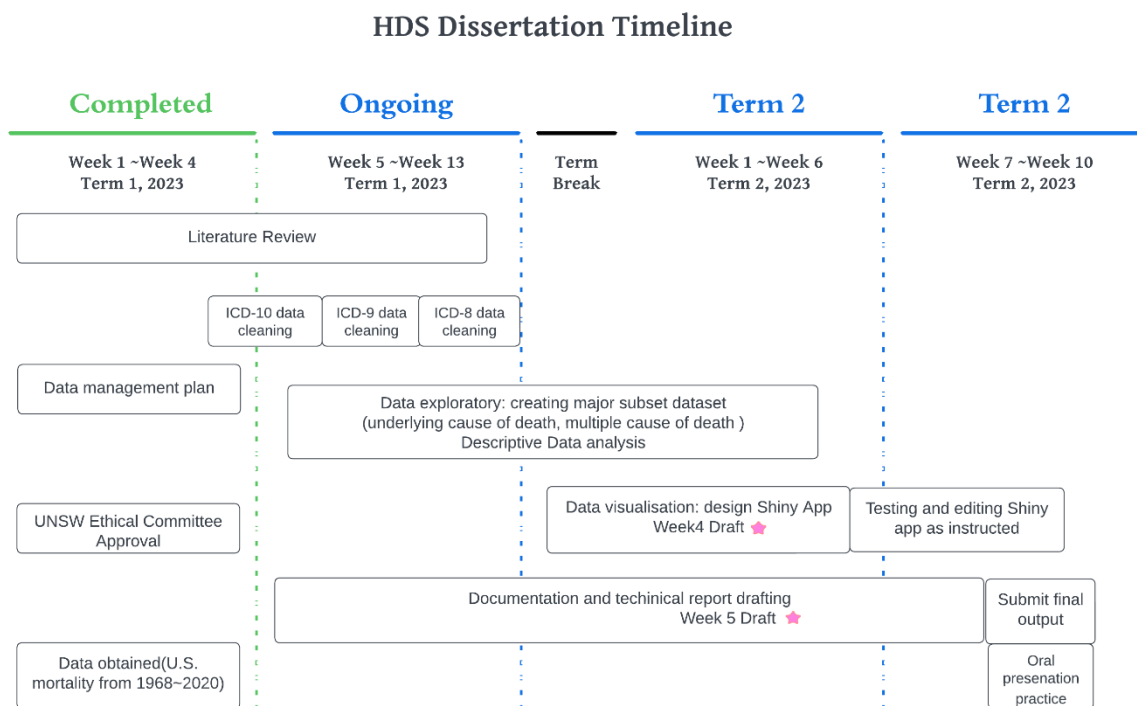 HDS Dissertation Timeline
Completed
Ongoing
Term 2
Term 2
Week 1 ~Week 4
Term 1, 2023
Week 5 ~Week 13
Term 1, 2023
Term
Break
Week 1 ~Week 6
Term 2, 2023
Week 7 ~Week 10
Term 2, 2023
Literature Review
ICD-10 data
cleaning
ICD-9 data
cleaning
ICD-8 data
cleaning
Data management plan
Data exploratory: creating major subset dataset
(underlying cause of death, multiple cause of death )
Descriptive Data analysis
UNSW Ethical Committee
Approval
Data visualisation: design Shiny App
Week4 Draft
Testing and editing Shiny
app as instructed
Documentation and techinical report drafting
Week 5 Draft
Submit final
output
Data obtained(U.S.
mortality from 1968~2020)
Oral
presenation
practice